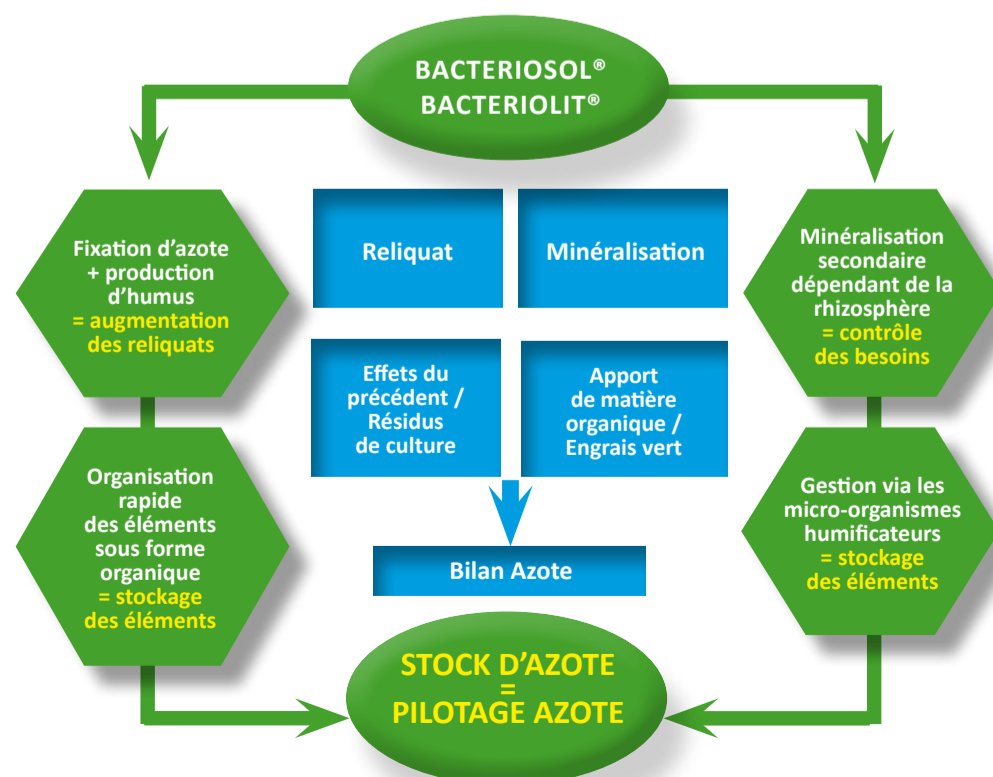 BACTERIOSOL®
BACTERIOLIT®
Fixation d'azote
+ production
d'humus
= augmentation
des reliquats
Reliquat
Minéralisation
Minéralisation
secondaire
dépendant de la
rhizosphère
= contrôle
des besoins
Effets du
précédent /
Résidus
de culture
Apport
de matière
organique /
Engrais vert
Organisation
rapide
des éléments
sous forme
organique
= stockage
des éléments
Bilan Azote
Gestion via les
micro-organismes
humificateurs
= stockage
des éléments
STOCK D'AZOTE
=
PILOTAGE AZOTE